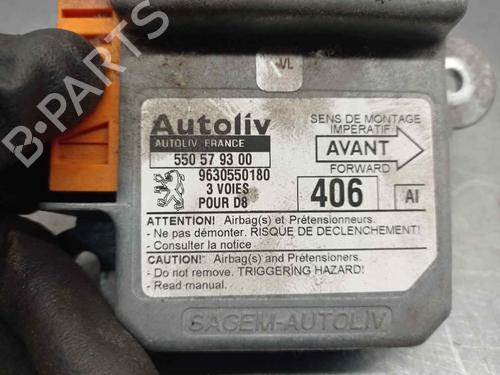 VL
Autoliv
AUTOLIV FRANCE
550 57 93 00
9630550180
3 VOIES
POUR D8
SENS DE MONTAGE
IMPERATIF
AVANT
FORWARD
406
AI
ATTENTION! Airbag(s) et Prétensionneurs.
- Ne pas démonter. RISQUE DE DECLENCHEMENT!
- Consulter la notice.
CAUTION! Airbag(s) and Pretensioners.
- Do not remove. TRIGGERING HAZARD!
- Read manual.
SAGEM-AUTOLIV
B-PARTS